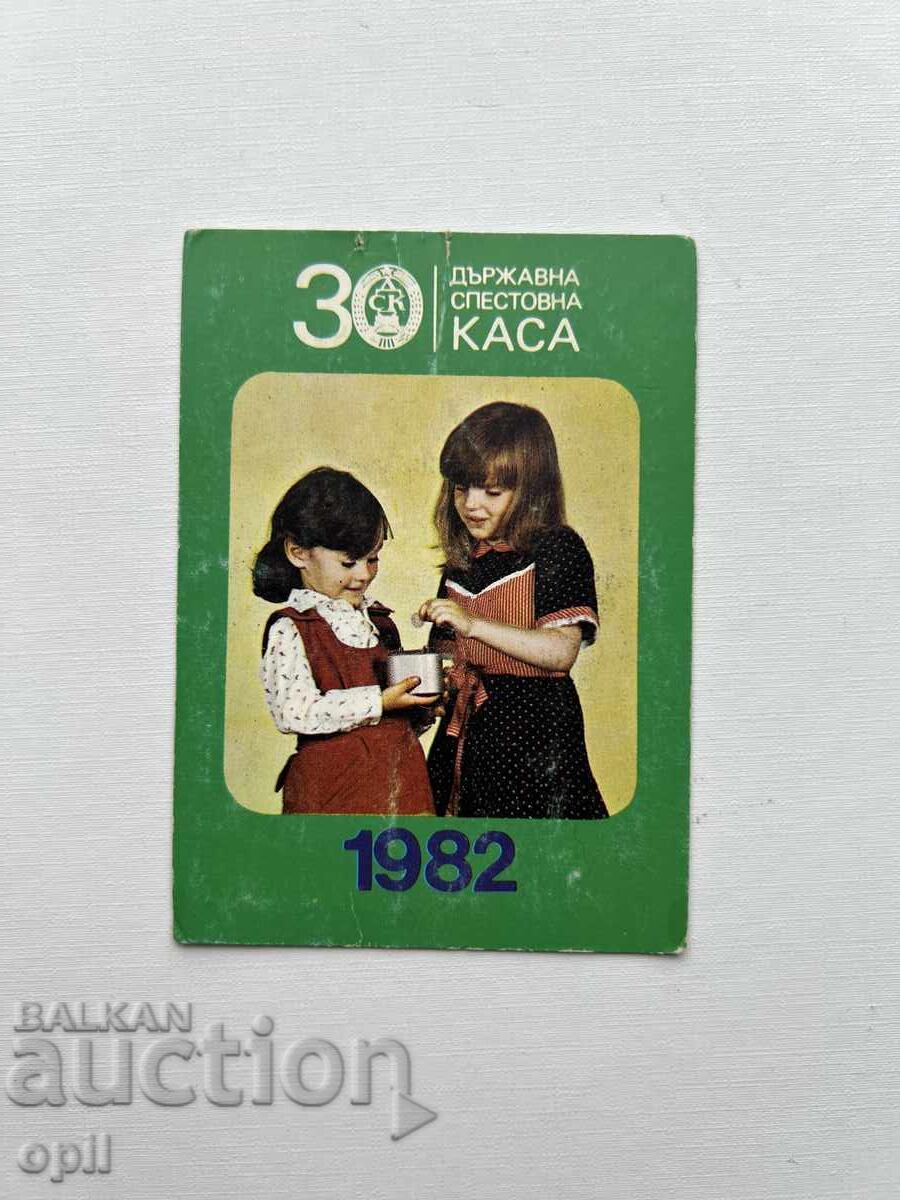 30
ДСК
ДЪРЖАВНА
СПЕСТОВНА
КАСА
1982
BALKAN
auction
opll